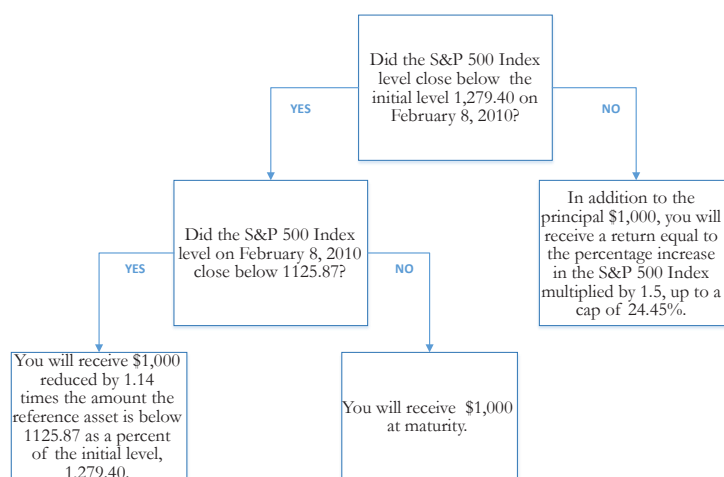 Did the S&P 500 Index
level close below the
initial level 1,279.40 on
February 8, 2010?
YES
NO
Did the S&P 500 Index
level on February 8, 2010
close below 1125.87?
In addition to the
principal $1,000, you will
receive a return equal to
the percentage increase
in the S&P 500 Index
multiplied by 1.5, up to a
cap of 24.45%.
YES
NO
You will receive $1,000
reduced by 1.14
times the amount the
reference asset is below
1125.87 as a percent
of the initial level,
1,279.40.
You will receive $1,000
at maturity.